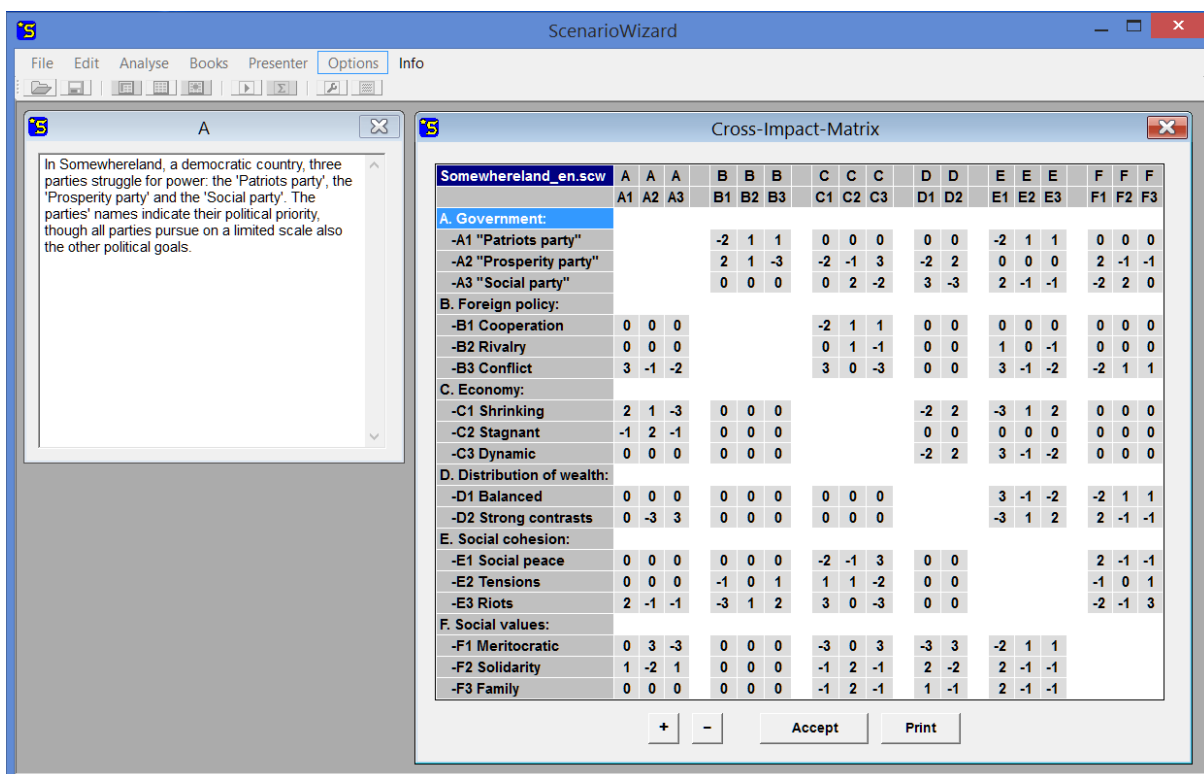 ScenarioWizard
File Edit Analyse Books Presenter Options Info
A
In Somewhereland, a democratic country, three
parties struggle for power: the 'Patriots party', the
'Prosperity party' and the 'Social party'. The
parties' names indicate their political priority,
though all parties pursue on a limited scale also
the other political goals.
Cross-Impact-Matrix
Somewhereland_en.scw A A A B B B C C C D D E E E F F F
A1 A2 A3 B1 B2 B3 C1 C2 C3 D1 D2 E1 E2 E3 F1 F2 F3
A. Government:
-A1 "Patriots party" -2 1 1 0 0 0 0 0 -2 1 1 0 0 0
-A2 "Prosperity party" 2 1 -3 -2 -1 3 -2 2 0 0 0 2 -1 -1
-A3 "Social party" 0 0 0 0 2 -2 3 -3 2 -1 -1 -2 2 0
B. Foreign policy:
-B1 Cooperation 0 0 0 -2 1 1 0 0 0 0 0 0 0 0
-B2 Rivalry 0 0 0 0 1 -1 0 0 1 0 -1 0 0 0
-B3 Conflict 3 -1 -2 3 0 -3 0 0 3 -1 -2 -2 1 1
C. Economy:
-C1 Shrinking 2 1 -3 0 0 0 -2 2 -3 1 2 0 0 0
-C2 Stagnant -1 2 -1 0 0 0 0 0 0 0 0 0 0 0
-C3 Dynamic 0 0 0 0 0 0 -2 2 3 -1 -2 0 0 0
D. Distribution of wealth:
-D1 Balanced 0 0 0 0 0 0 0 0 0 3 -1 -2 -2 1 1
-D2 Strong contrasts 0 -3 3 0 0 0 0 0 0 -3 1 2 2 -1 -1
E. Social cohesion:
-E1 Social peace 0 0 0 0 0 0 -2 -1 3 0 0 2 -1 -1
-E2 Tensions 0 0 0 -1 0 1 1 1 -2 0 0 -1 0 1
-E3 Riots 2 -1 -1 -3 1 2 3 0 -3 0 0 -2 -1 3
F. Social values:
-F1 Meritocratic 0 3 -3 0 0 0 -3 0 3 -3 3 -2 1 1
-F2 Solidarity 1 -2 1 0 0 0 -1 2 -1 2 -2 2 -1 -1
-F3 Family 0 0 0 0 0 0 -1 2 -1 1 -1 2 -1 -1
+ – Accept Print